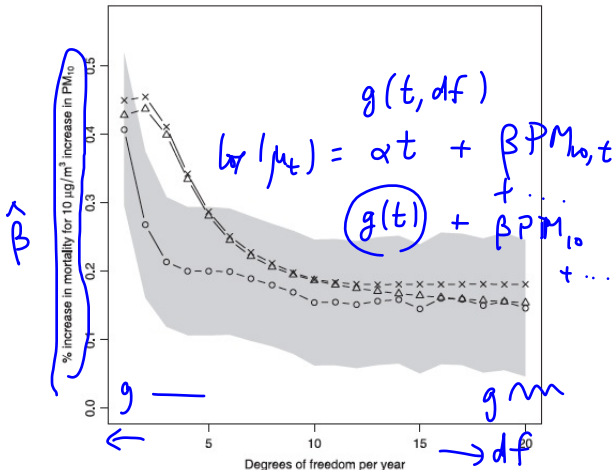 g(t, df)
log(μt) = αt + βPM10,t
+ ...
g(t) + βPM10
+ ...
β̂
% increase in mortality for 10 μg/m³ increase in PM10
0.5
0.4
0.3
0.2
0.1
0.0
g
g
5 10 15 20
df
Degrees of freedom per year